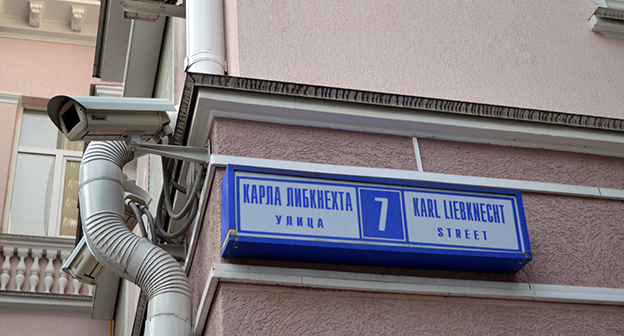 КАРЛА ЛИБКНЕХТА
УЛИЦА
7
KARL LIEBKNECHT
STREET